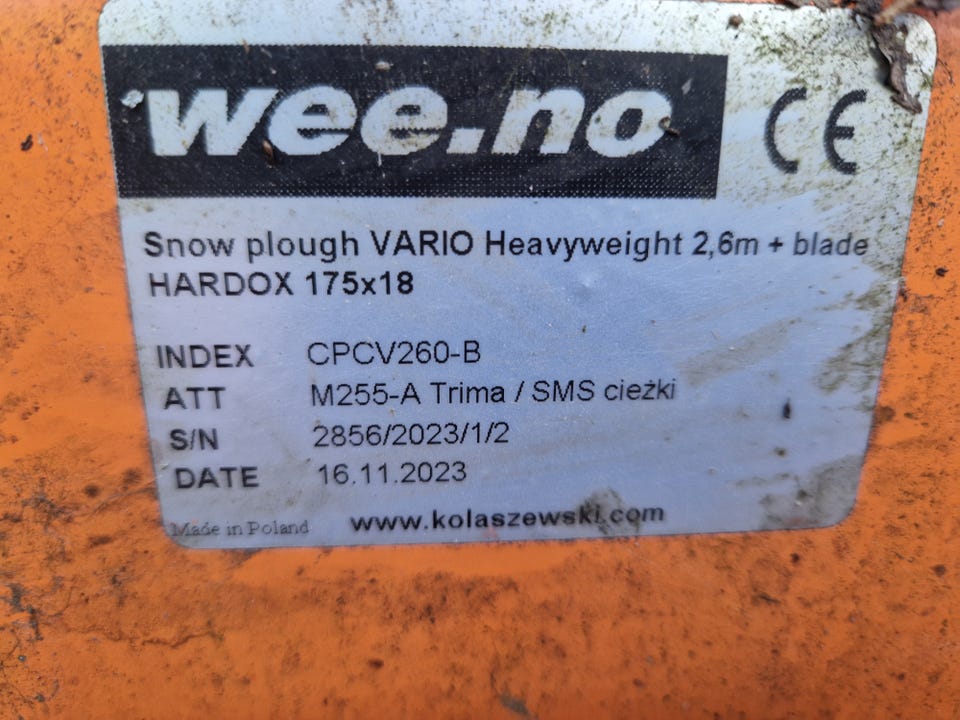 wee.no CE
Snow plough VARIO Heavyweight 2,6m + blade
HARDOX 175x18
INDEX CPCV260-B
ATT M255-A Trima / SMS cieżki
S/N 2856/2023/1/2
DATE 16.11.2023
Made in Poland www.kolaszewski.com